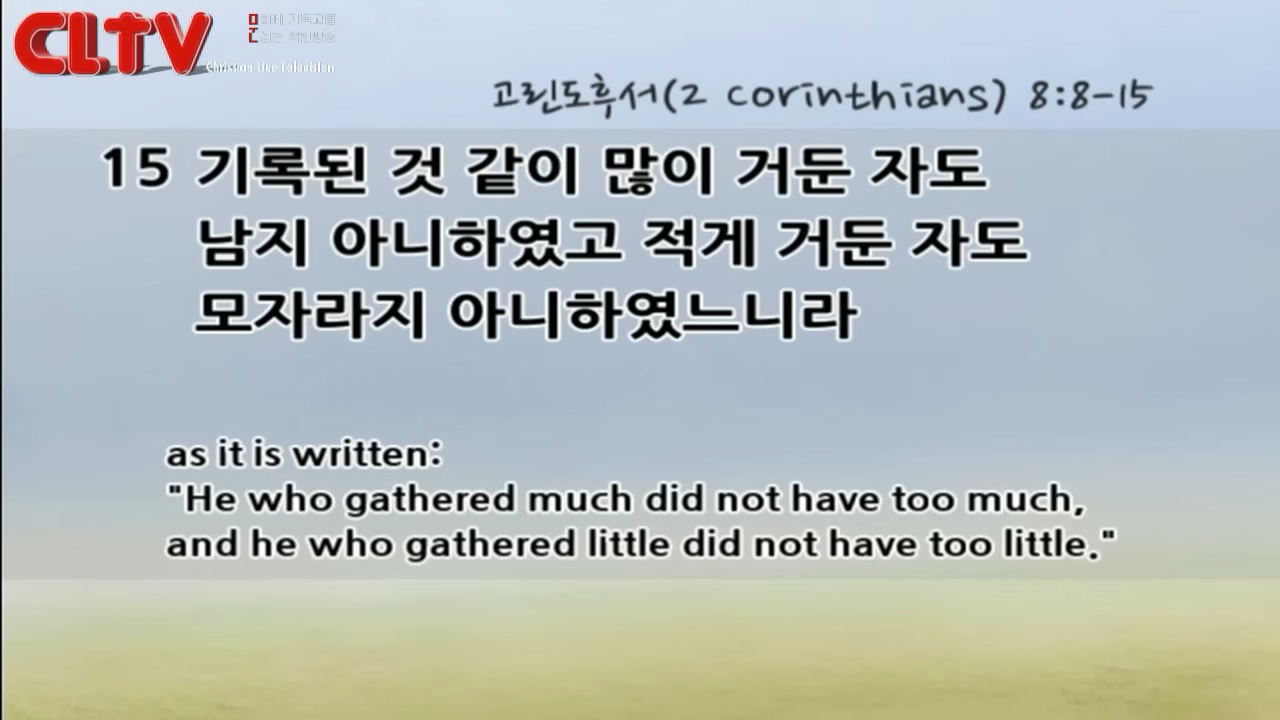 CLTV
Christian Live Television
고린도후서(2 corinthians) 8:8-15
15 기록된 것 같이 많이 거둔 자도
남지 아니하였고 적게 거둔 자도
모자라지 아니하였느니라
as it is written:
"He who gathered much did not have too much,
and he who gathered little did not have too little."